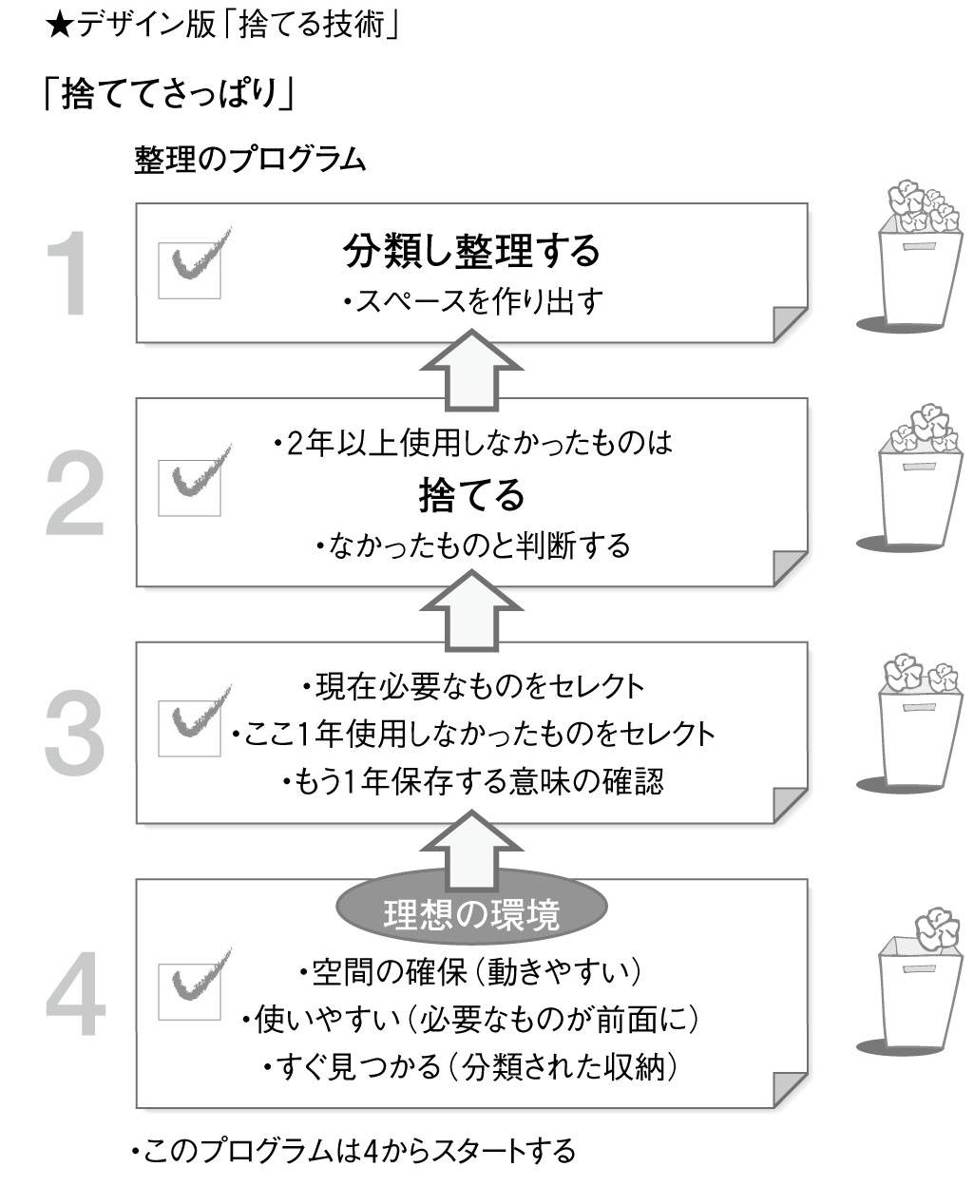 ★デザイン版「捨てる技術」
「捨ててさっぱり」
整理のプログラム
1
分類し整理する
・スペースを作り出す
2
・2年以上使用しなかったものは
捨てる
・なかったものと判断する
3
・現在必要なものをセレクト
・ここ1年使用しなかったものをセレクト
・もう1年保存する意味の確認
4
理想の環境
・空間の確保（動きやすい）
・使いやすい（必要なものが前面に）
・すぐ見つかる（分類された収納）
・このプログラムは4からスタートする